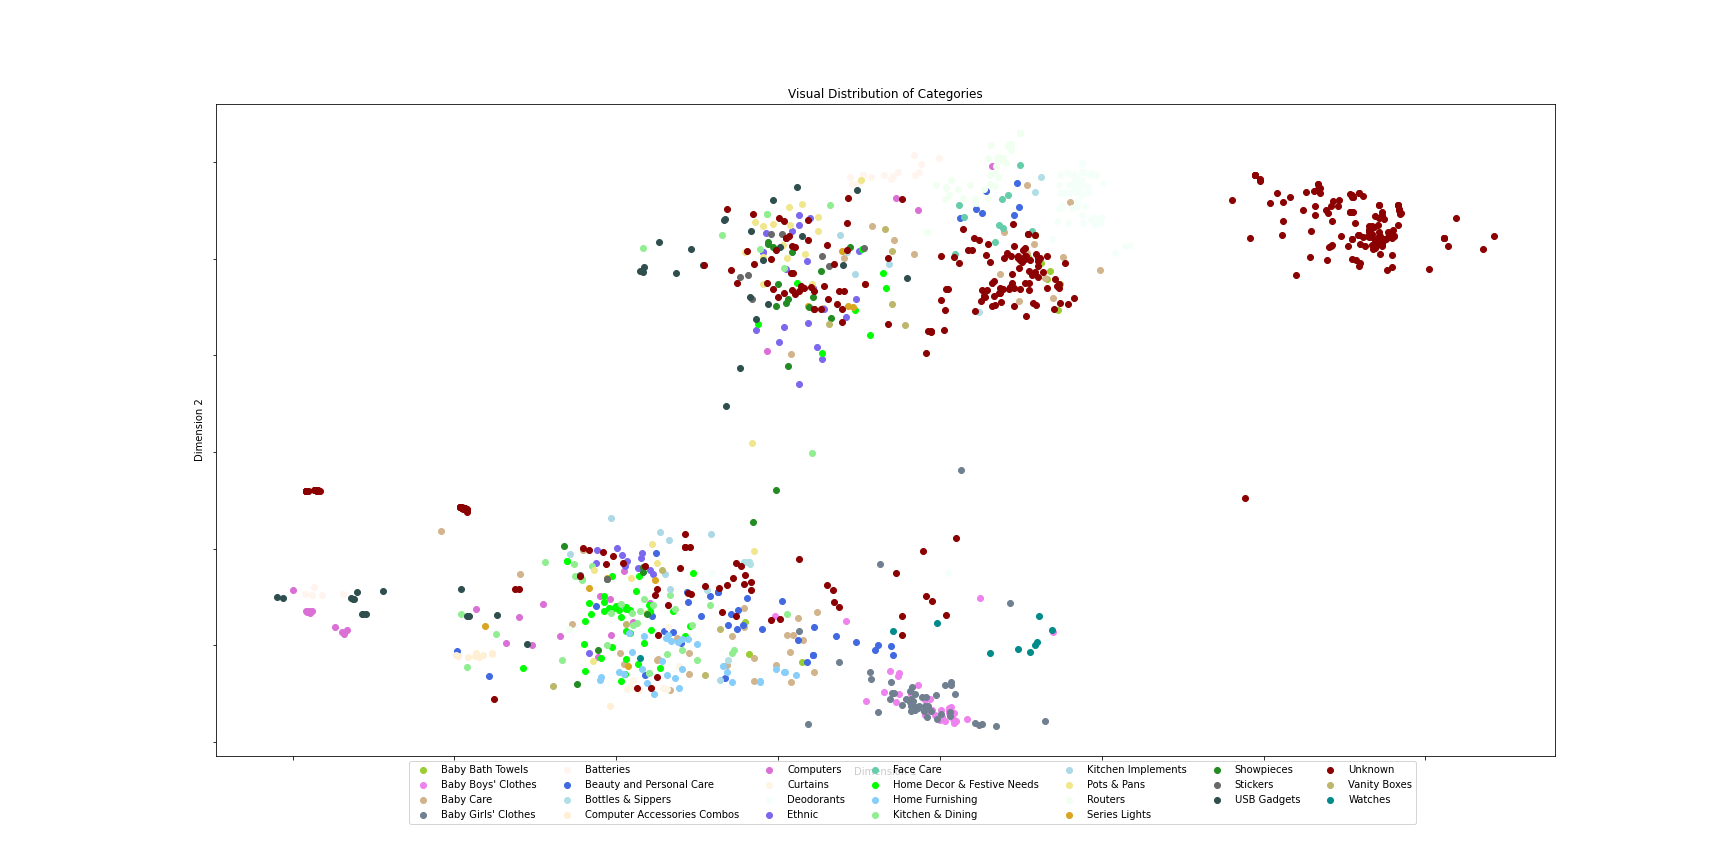 Visual Distribution of Categories
Dimension 2
Dimension
Baby Bath Towels
Baby Boys' Clothes
Baby Care
Baby Girls' Clothes
Batteries
Beauty and Personal Care
Bottles & Sippers
Computer Accessories Combos
Computers
Curtains
Deodorants
Ethnic
Face Care
Home Decor & Festive Needs
Home Furnishing
Kitchen & Dining
Kitchen Implements
Pots & Pans
Routers
Series Lights
Showpieces
Stickers
USB Gadgets
Unknown
Vanity Boxes
Watches